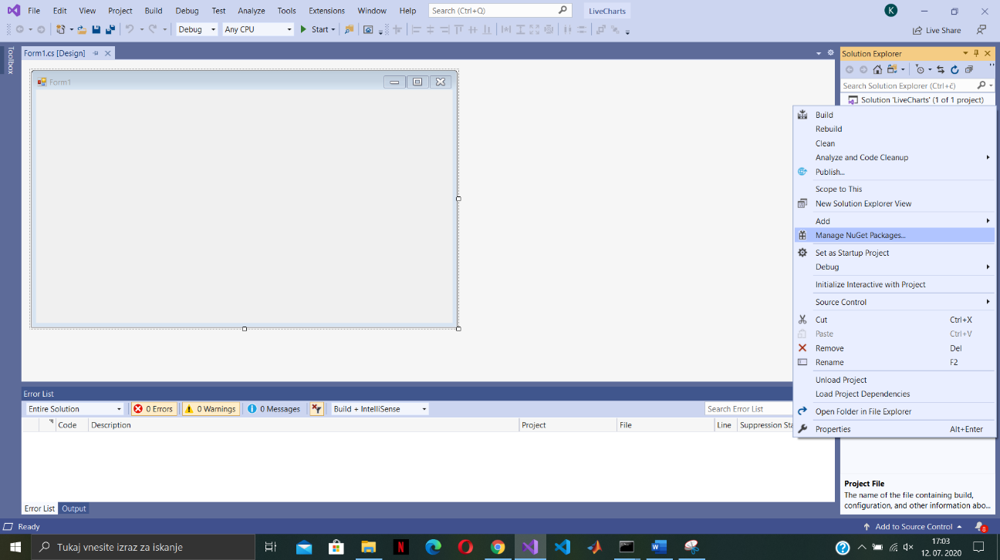 File Edit View Project Build Debug Test Analyze Tools Extensions Window Help Search (Ctrl+Q) LiveCharts K
Debug Any CPU Start Live Share
Toolbox
Form1.cs [Design]
Form1
Solution Explorer
Search Solution Explorer (Ctrl+č)
Solution 'LiveCharts' (1 of 1 project)
Build
Rebuild
Clean
Analyze and Code Cleanup
Publish...
Scope to This
New Solution Explorer View
Add
Manage NuGet Packages...
Set as Startup Project
Debug
Initialize Interactive with Project
Source Control
Cut Ctrl+X
Paste Ctrl+V
Remove Del
Rename F2
Unload Project
Load Project Dependencies
Open Folder in File Explorer
Properties Alt+Enter
Error List
Entire Solution 0 Errors 0 Warnings 0 Messages Build + IntelliSense Search Error List
Code Description Project File Line Suppression Sta
Project File
The name of the file containing build,
configuration, and other information abo...
Error List Output
Ready Add to Source Control 8
Tukaj vnesite izraz za iskanje
17:03
12. 07. 2020